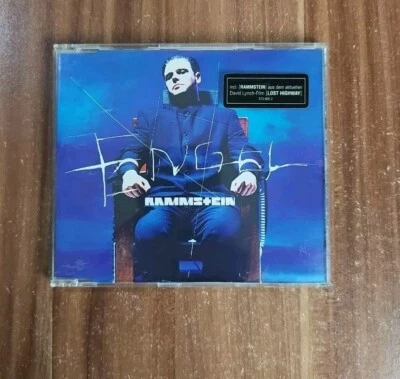 incl. [RAMMSTEIN] aus dem aktuellen
David Lynch-Film [LOST HIGHWAY]
ENGEL
RAMMSTEIN